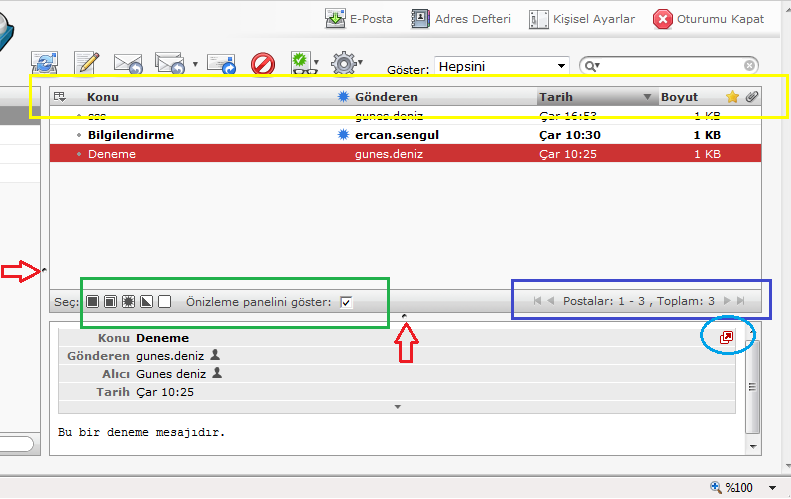 E-Posta Adres Defteri Kişisel Ayarlar Oturumu Kapat
Göster: Hepsini
Konu Gönderen Tarih Boyut
sss gunes.deniz Çar 16:53 1 KB
Bilgilendirme ercan.sengul Çar 10:30 1 KB
Deneme gunes.deniz Çar 10:25 1 KB
Seç: Önizleme panelini göster: Postalar: 1 - 3 , Toplam: 3
Konu Deneme
Gönderen gunes.deniz
Alıcı Gunes deniz
Tarih Çar 10:25
Bu bir deneme mesajıdır.
%100